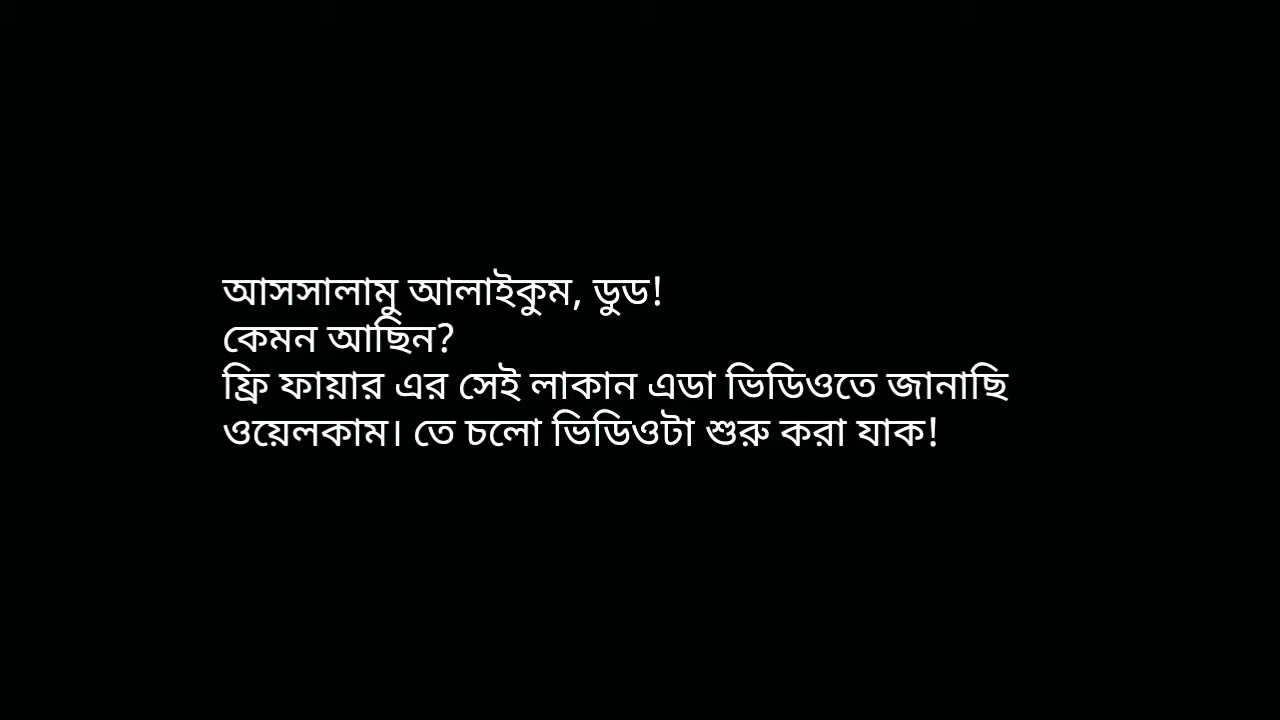 আসসালামু আলাইকুম, ডুড!
কেমন আছিন?
ফ্রি ফায়ার এর সেই লাকান এডা ভিডিওতে জানাছি
ওয়েলকাম। তে চলো ভিডিওটা শুরু করা যাক!